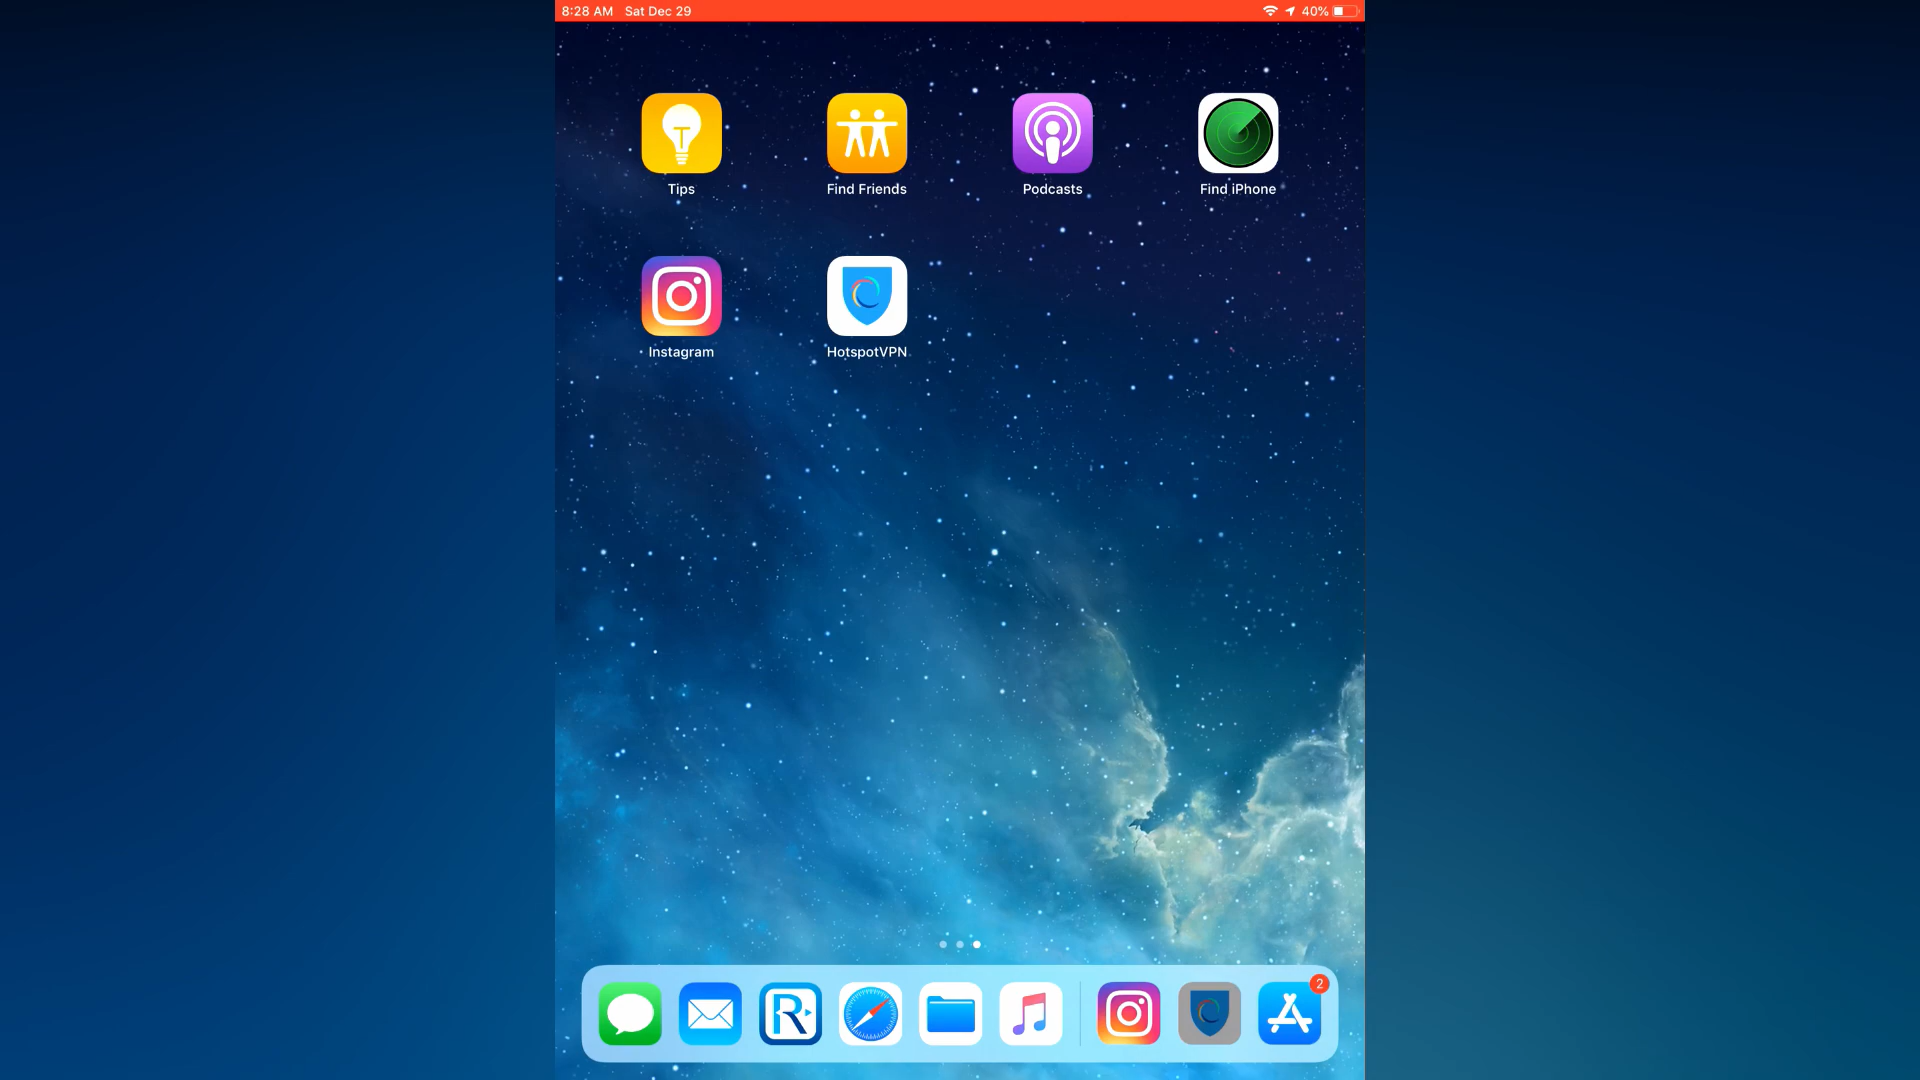 8:28 AM Sat Dec 29 40%
Tips Find Friends Podcasts Find iPhone
Instagram HotspotVPN
2